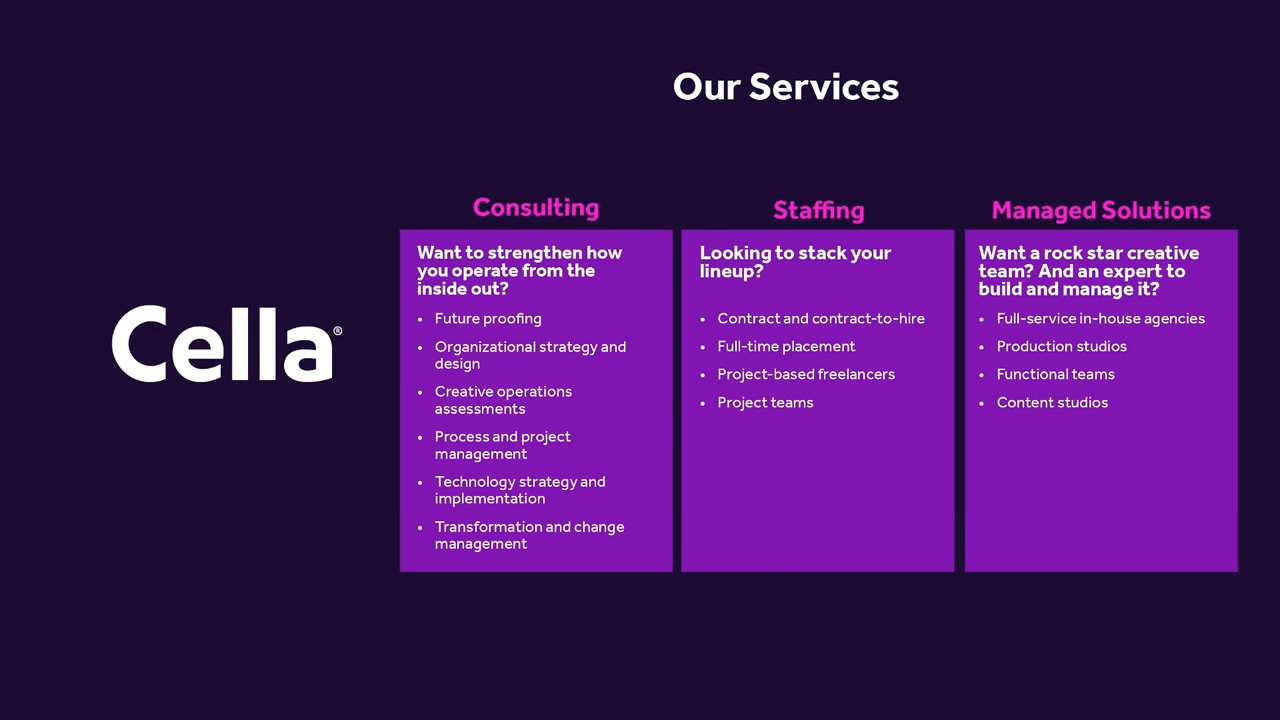 Our Services
Cella®
Consulting
Want to strengthen how
you operate from the
inside out?
• Future proofing
• Organizational strategy and
design
• Creative operations
assessments
• Process and project
management
• Technology strategy and
implementation
• Transformation and change
management
Staffing
Looking to stack your
lineup?
• Contract and contract-to-hire
• Full-time placement
• Project-based freelancers
• Project teams
Managed Solutions
Want a rock star creative
team? And an expert to
build and manage it?
• Full-service in-house agencies
• Production studios
• Functional teams
• Content studios